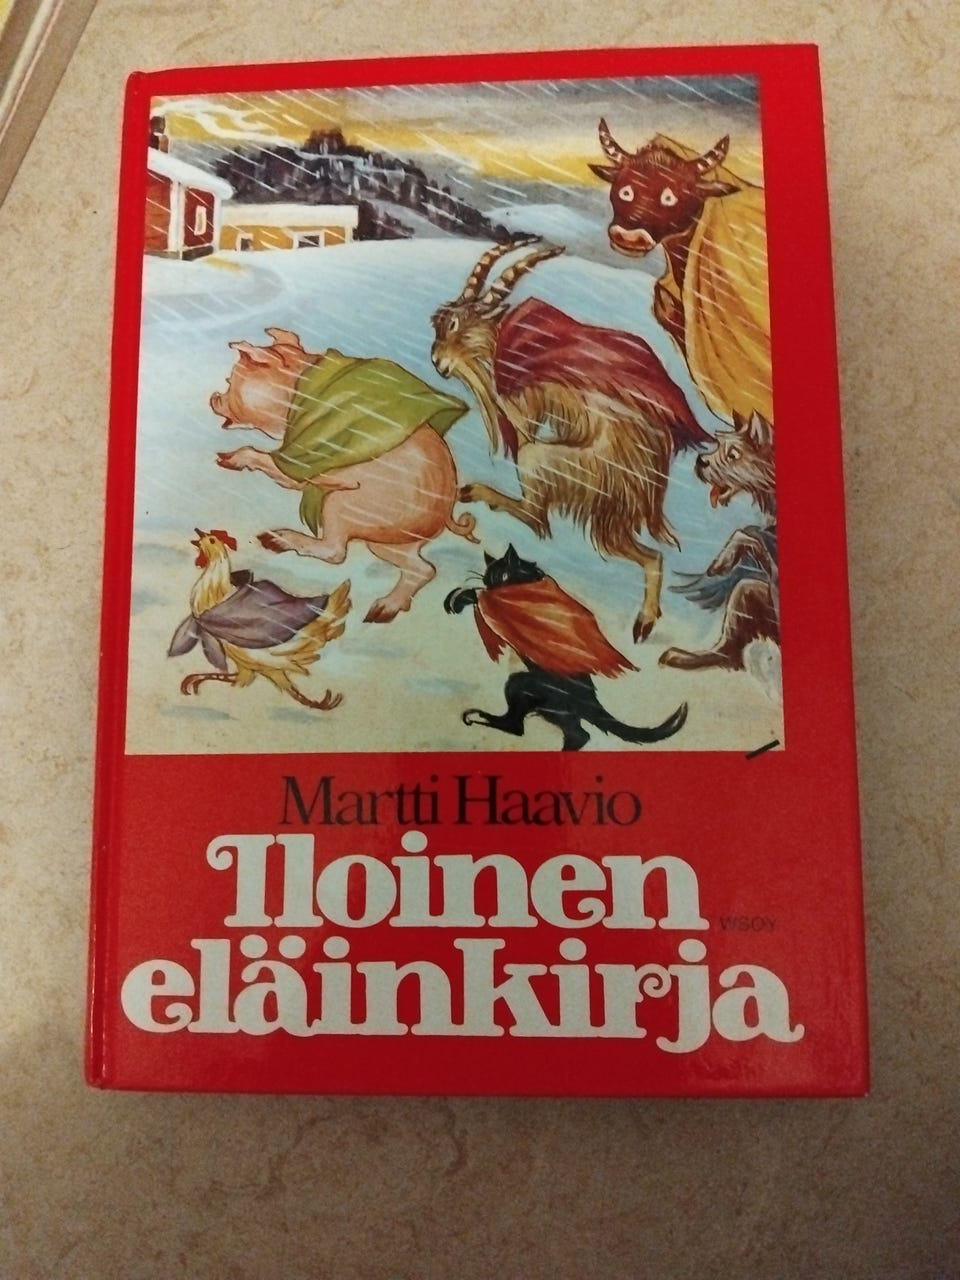 Martti Haavio
Iloinen
WSOY
eläinkirja